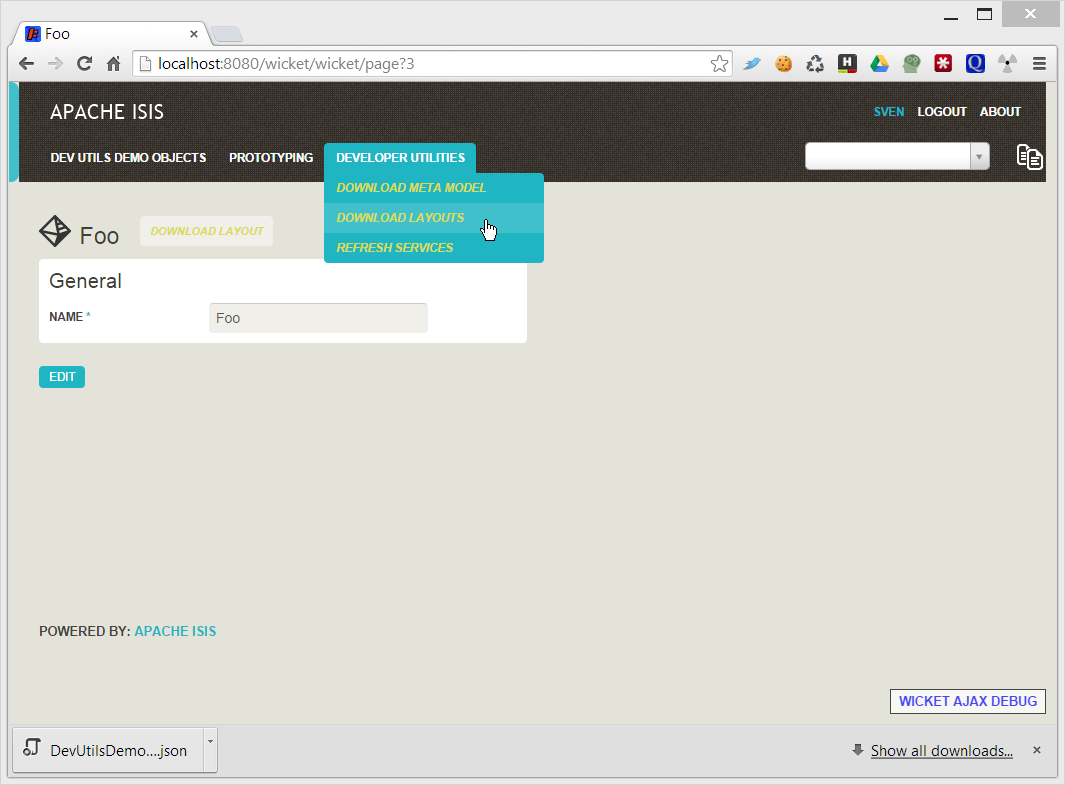 Foo
localhost:8080/wicket/wicket/page?3
H
Q
APACHE ISIS
SVEN LOGOUT ABOUT
DEV UTILS DEMO OBJECTS PROTOTYPING DEVELOPER UTILITIES
DOWNLOAD META MODEL
DOWNLOAD LAYOUTS
REFRESH SERVICES
Foo DOWNLOAD LAYOUT
General
NAME * Foo
EDIT
POWERED BY: APACHE ISIS
WICKET AJAX DEBUG
DevUtilsDemo....json Show all downloads...